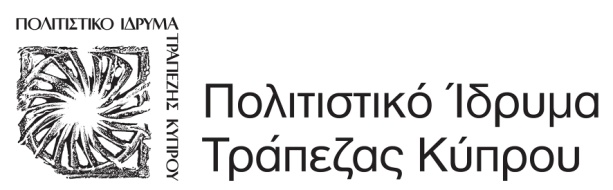 ΠΟΛΙΤΙΣΤΙΚΟ ΙΔΡΥΜΑ
ΤΡΑΠΕΖΗΣ ΚΥΠΡΟΥ
Πολιτιστικό Ίδρυμα
Τράπεζας Κύπρου